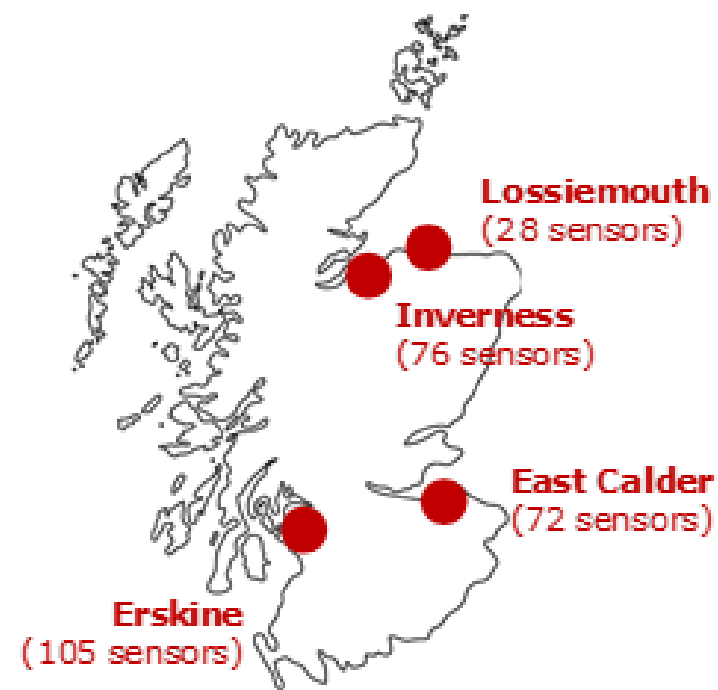 Lossiemouth
(28 sensors)
Inverness
(76 sensors)
East Calder
(72 sensors)
Erskine
(105 sensors)